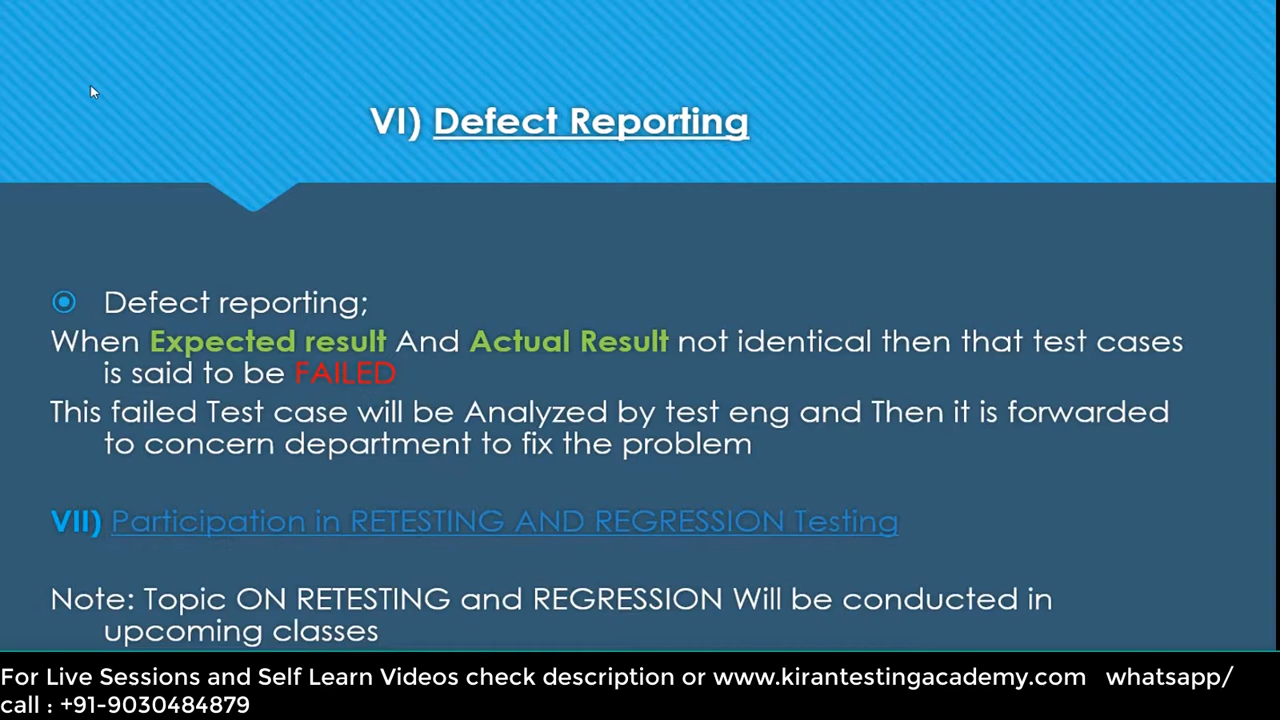 VI) Defect Reporting
Defect reporting;
When Expected result And Actual Result not identical then that test cases
is said to be FAILED
This failed Test case will be Analyzed by test eng and Then it is forwarded
to concern department to fix the problem
VII) Participation in RETESTING AND REGRESSION Testing
Note: Topic ON RETESTING and REGRESSION Will be conducted in
upcoming classes
For Live Sessions and Self Learn Videos check description or www.kirantestingacademy.com whatsapp/
call : +91-9030484879